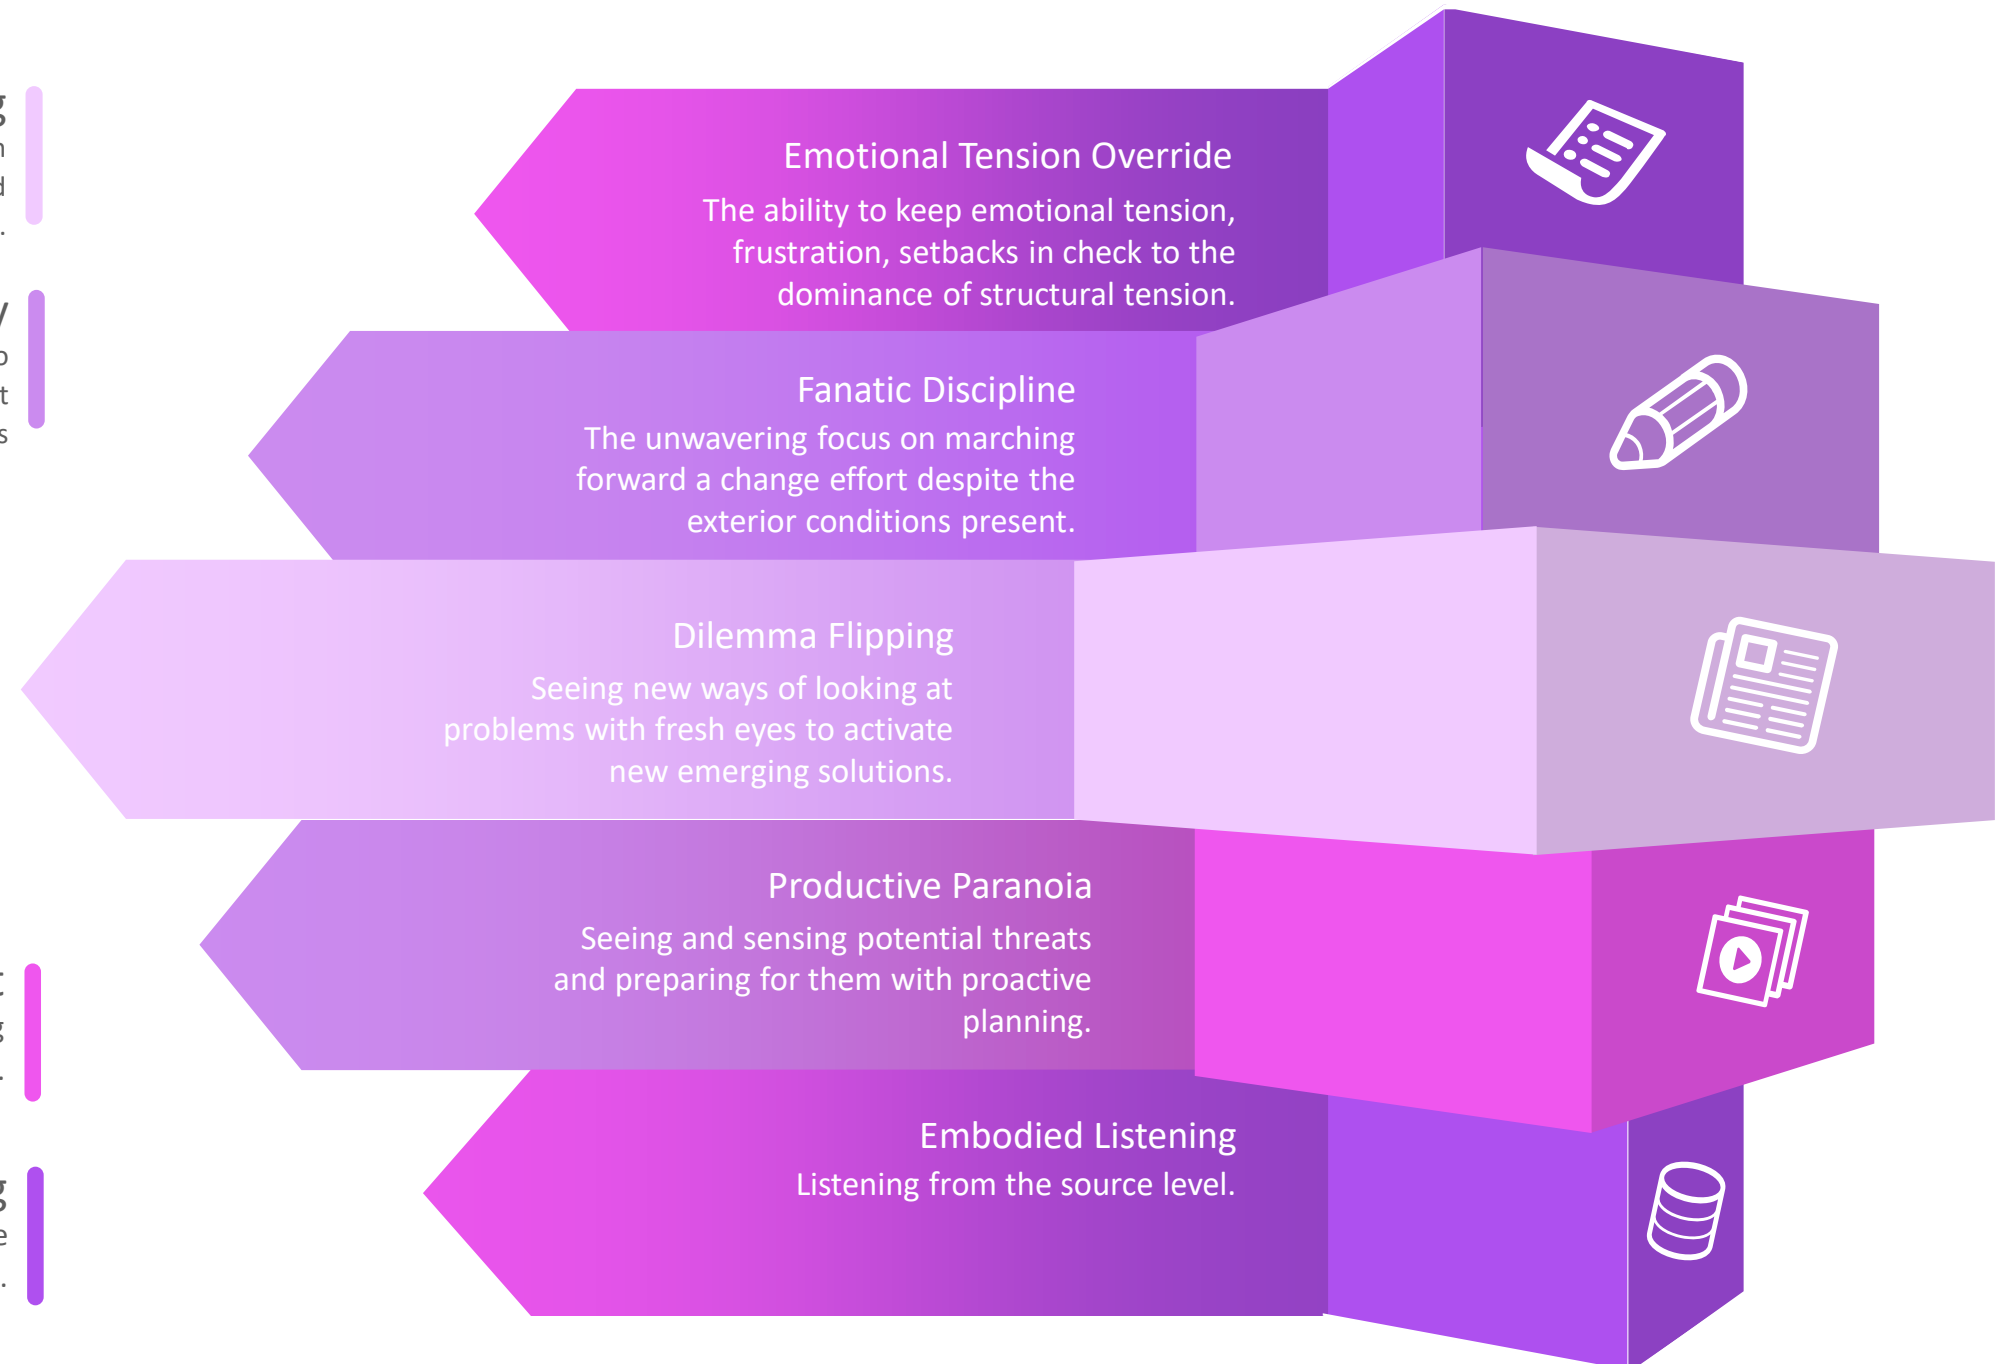 Emotional Tension Override
The ability to keep emotional tension,
frustration, setbacks in check to the
dominance of structural tension.
Fanatic Discipline
The unwavering focus on marching
forward a change effort despite the
exterior conditions present.
Dilemma Flipping
Seeing new ways of looking at
problems with fresh eyes to activate
new emerging solutions.
Productive Paranoia
Seeing and sensing potential threats
and preparing for them with proactive
planning.
Embodied Listening
Listening from the source level.